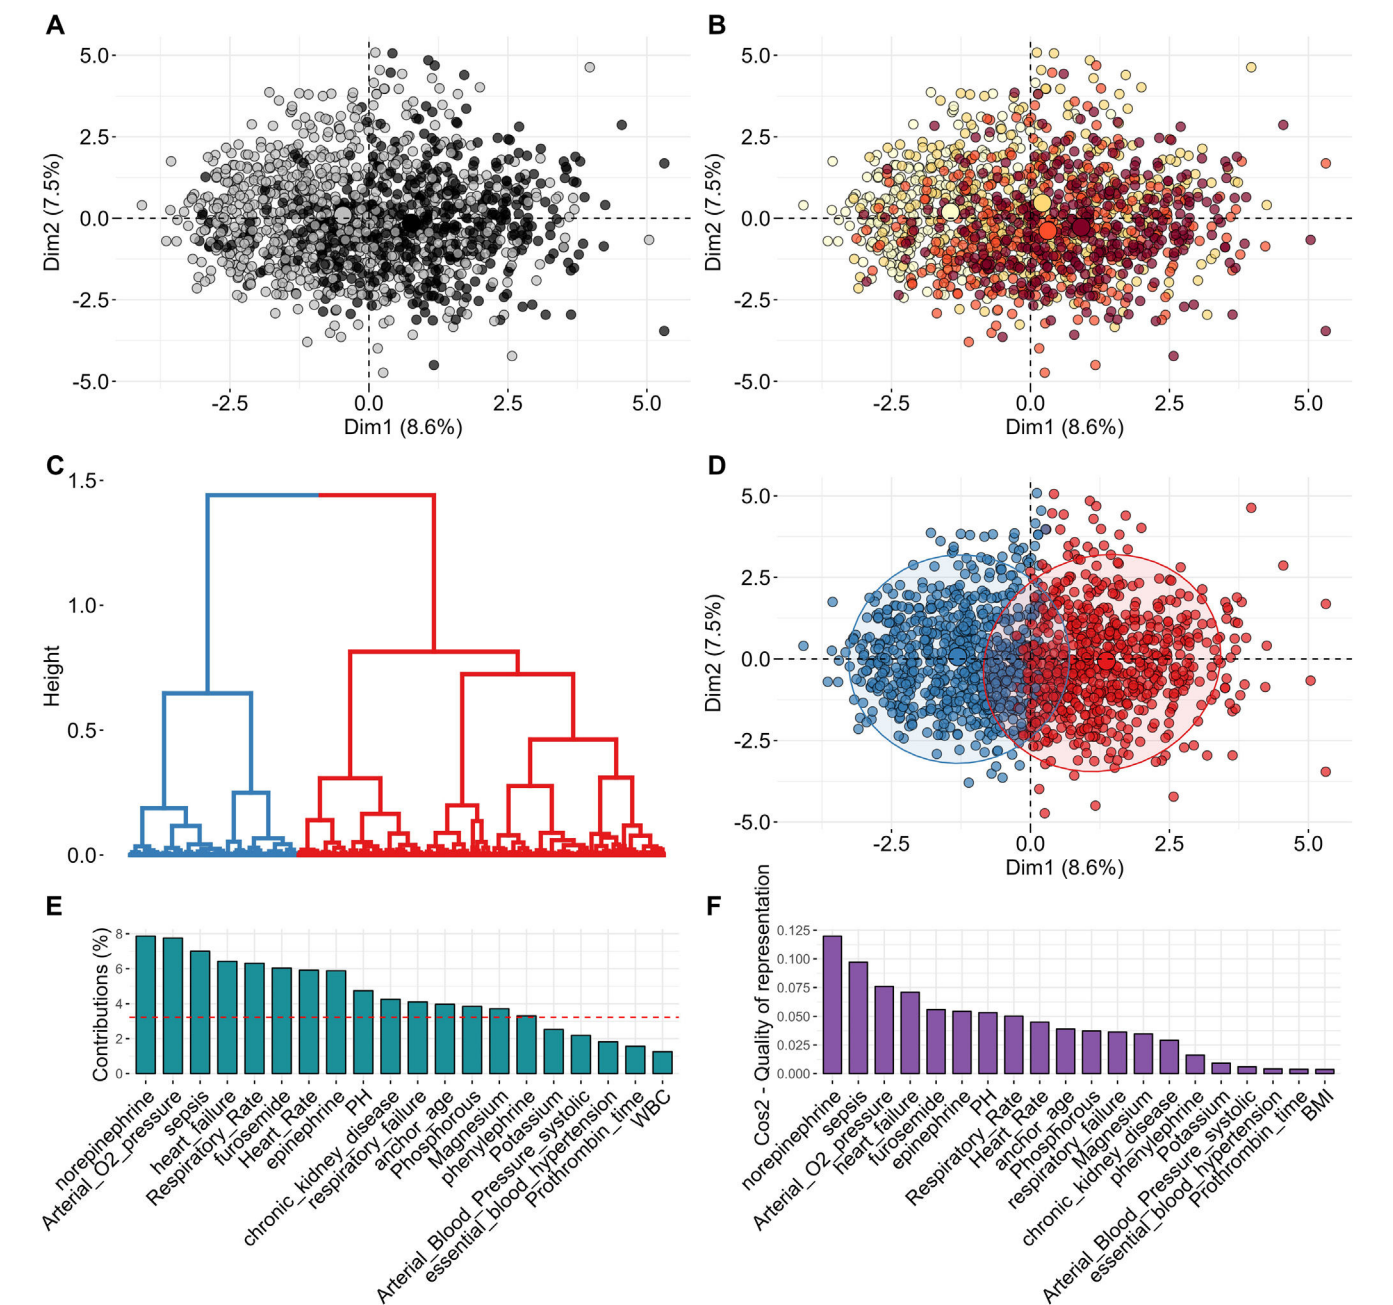 A
5.0
2.5
0.0
-2.5
-5.0
Dim2 (7.5%)
-2.5
0.0
2.5
5.0
Dim1 (8.6%)
B
5.0
2.5
0.0
-2.5
-5.0
Dim2 (7.5%)
-2.5
0.0
2.5
5.0
Dim1 (8.6%)
C
1.5
1.0
0.5
0.0
Height
D
5.0
2.5
0.0
-2.5
-5.0
Dim2 (7.5%)
-2.5
0.0
2.5
5.0
Dim1 (8.6%)
E
Contributions (%)
8
6
4
2
0
norepinephrine
Arterial_O2_pressure
sepsis
heart_failure
Respiratory_Rate
furosemide
Heart_Rate
epinephrine
PH
chronic_kidney_disease
respiratory_failure
anchor_age
Phosphorous
Magnesium
phenylephrine
Potassium
Arterial_Blood_Pressure_systolic
essential_blood_hypertension
Prothrombin_time
WBC
F
Cos2 - Quality of representation
0.125
0.100
0.075
0.050
0.025
0.000
norepinephrine
sepsis
Arterial_O2_pressure
heart_failure
furosemide
epinephrine
PH
Respiratory_Rate
Heart_Rate
anchor_age
Phosphorous
respiratory_failure
Magnesium
chronic_kidney_disease
phenylephrine
Potassium
Arterial_Blood_Pressure_systolic
essential_blood_hypertension
Prothrombin_time
BMI